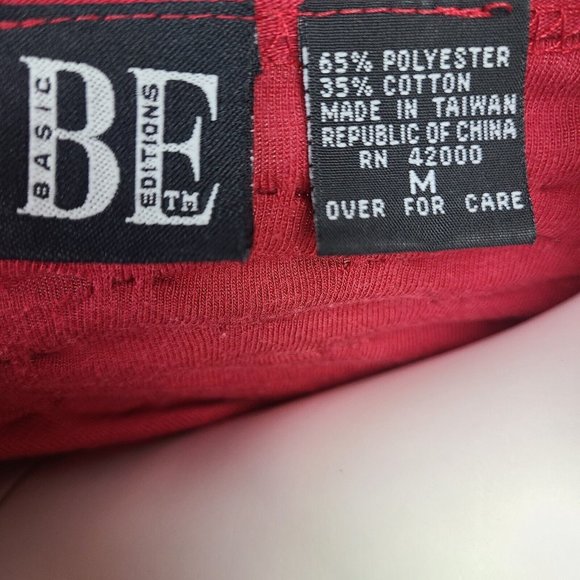 BE
BASIC
EDITIONS
TM
65% POLYESTER
35% COTTON
MADE IN TAIWAN
REPUBLIC OF CHINA
RN 42000
M
OVER FOR CARE